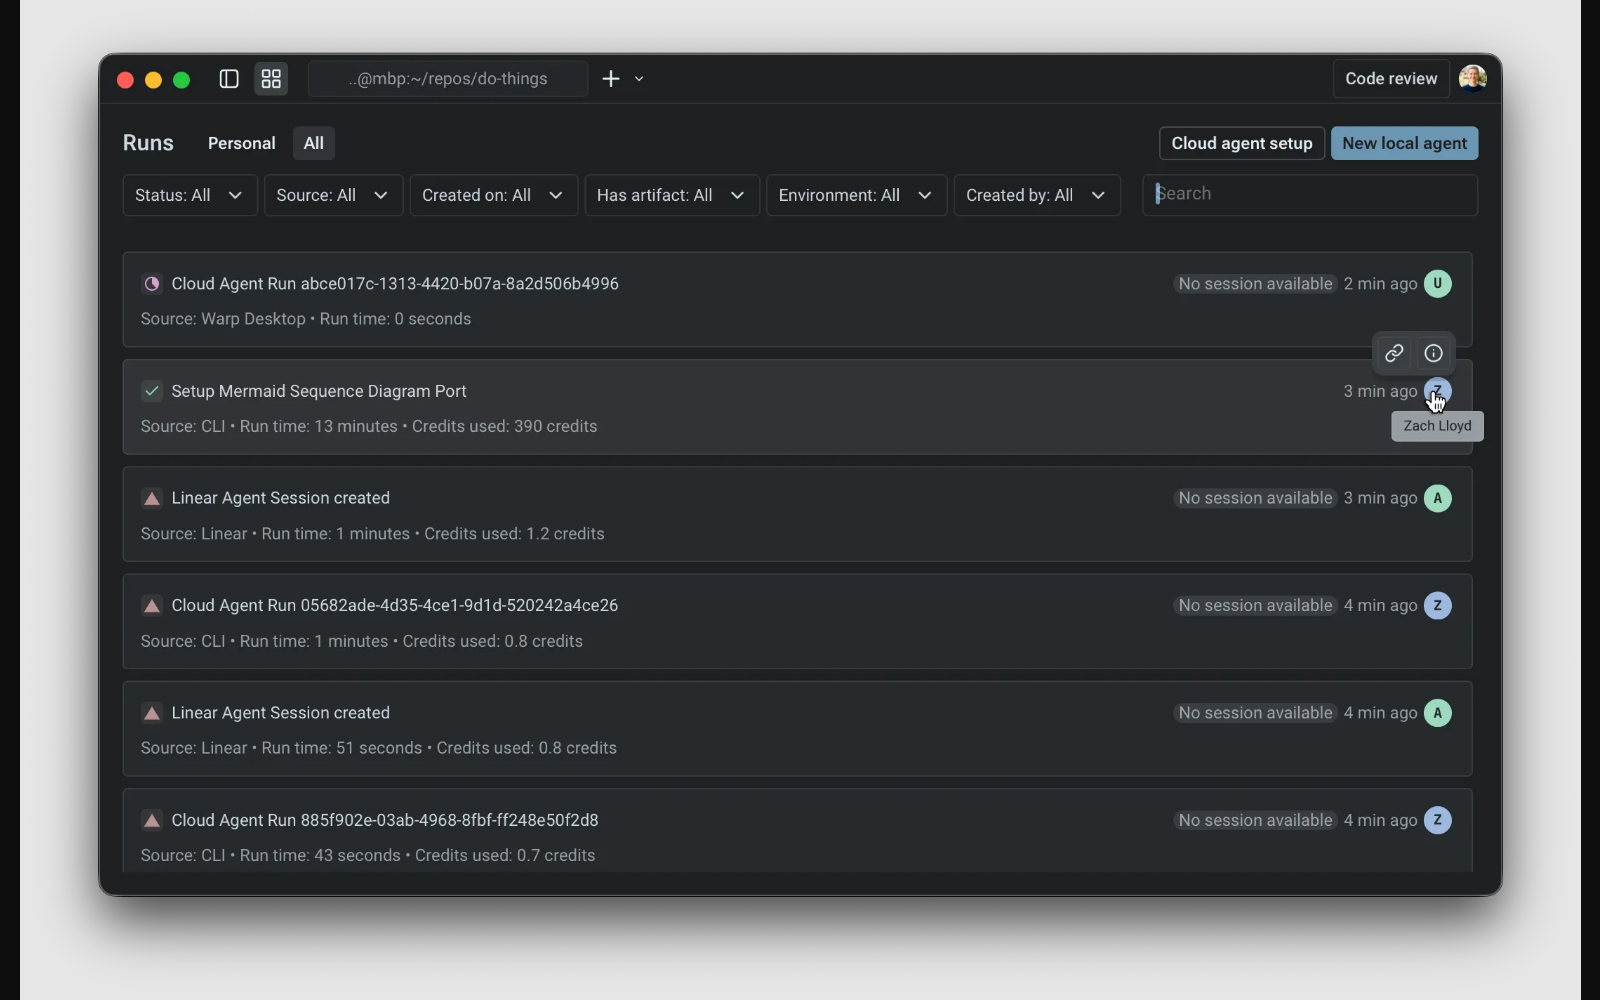 ..@mbp:~/repos/do-things
Code review
Runs Personal All
Cloud agent setup New local agent
Status: All Source: All Created on: All Has artifact: All Environment: All Created by: All Search
Cloud Agent Run abce017c-1313-4420-b07a-8a2d506b4996 No session available 2 min ago U
Source: Warp Desktop • Run time: 0 seconds
Setup Mermaid Sequence Diagram Port 3 min ago Z
Source: CLI • Run time: 13 minutes • Credits used: 390 credits
Zach Lloyd
Linear Agent Session created No session available 3 min ago A
Source: Linear • Run time: 1 minutes • Credits used: 1.2 credits
Cloud Agent Run 05682ade-4d35-4ce1-9d1d-520242a4ce26 No session available 4 min ago Z
Source: CLI • Run time: 1 minutes • Credits used: 0.8 credits
Linear Agent Session created No session available 4 min ago A
Source: Linear • Run time: 51 seconds • Credits used: 0.8 credits
Cloud Agent Run 885f902e-03ab-4968-8fbf-ff248e50f2d8 No session available 4 min ago Z
Source: CLI • Run time: 43 seconds • Credits used: 0.7 credits